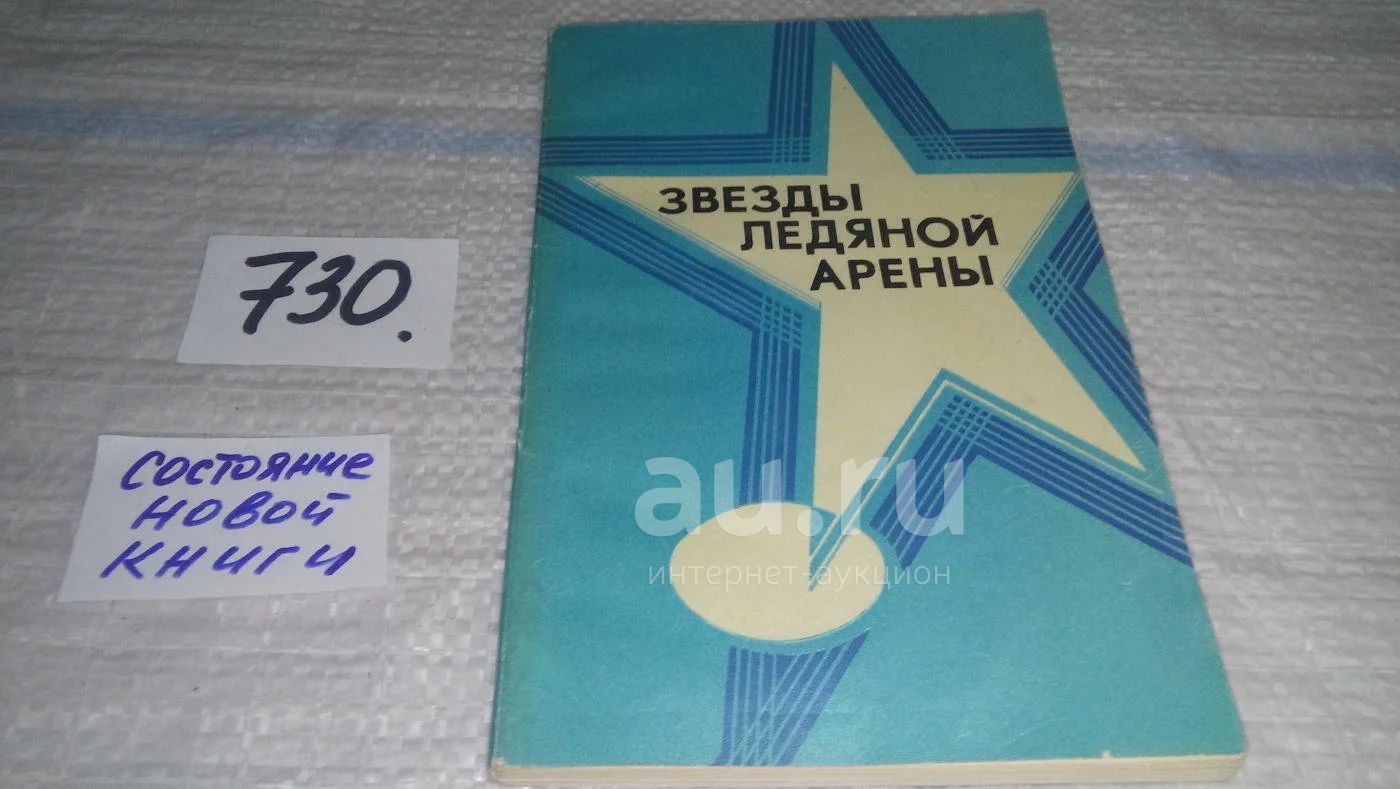 ЗВЕЗДЫ
ЛЕДЯНОЙ
АРЕНЫ
730.
СОСТОЯНИЕ
НОВОЙ
КНИГИ
au.ru
интернет-аукцион